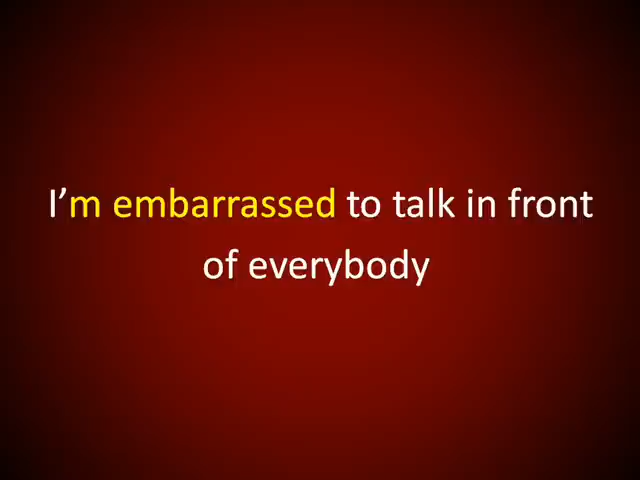 I’m embarrassed to talk in front
of everybody